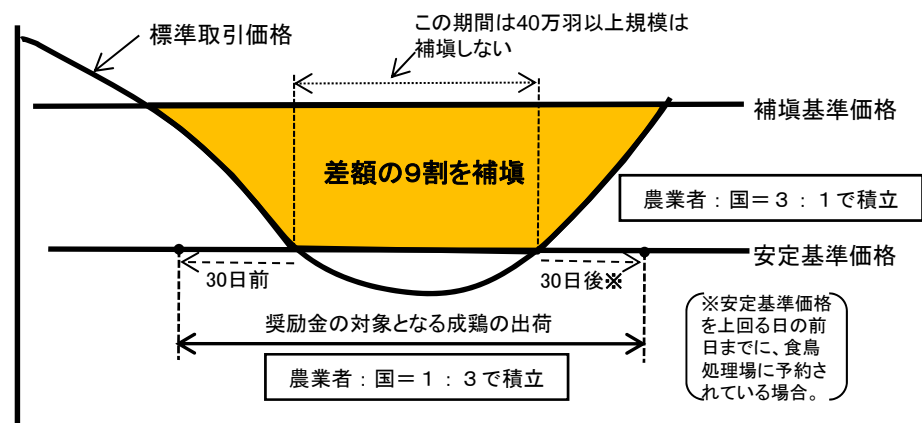 標準取引価格
この期間は40万羽以上規模は
補塡しない
補塡基準価格
差額の9割を補塡
農業者：国＝３：１で積立
安定基準価格
30日前
30日後※
奨励金の対象となる成鶏の出荷
農業者：国＝１：３で積立
※安定基準価格
を上回る日の前
日までに、食鳥
処理場に予約さ
れている場合。